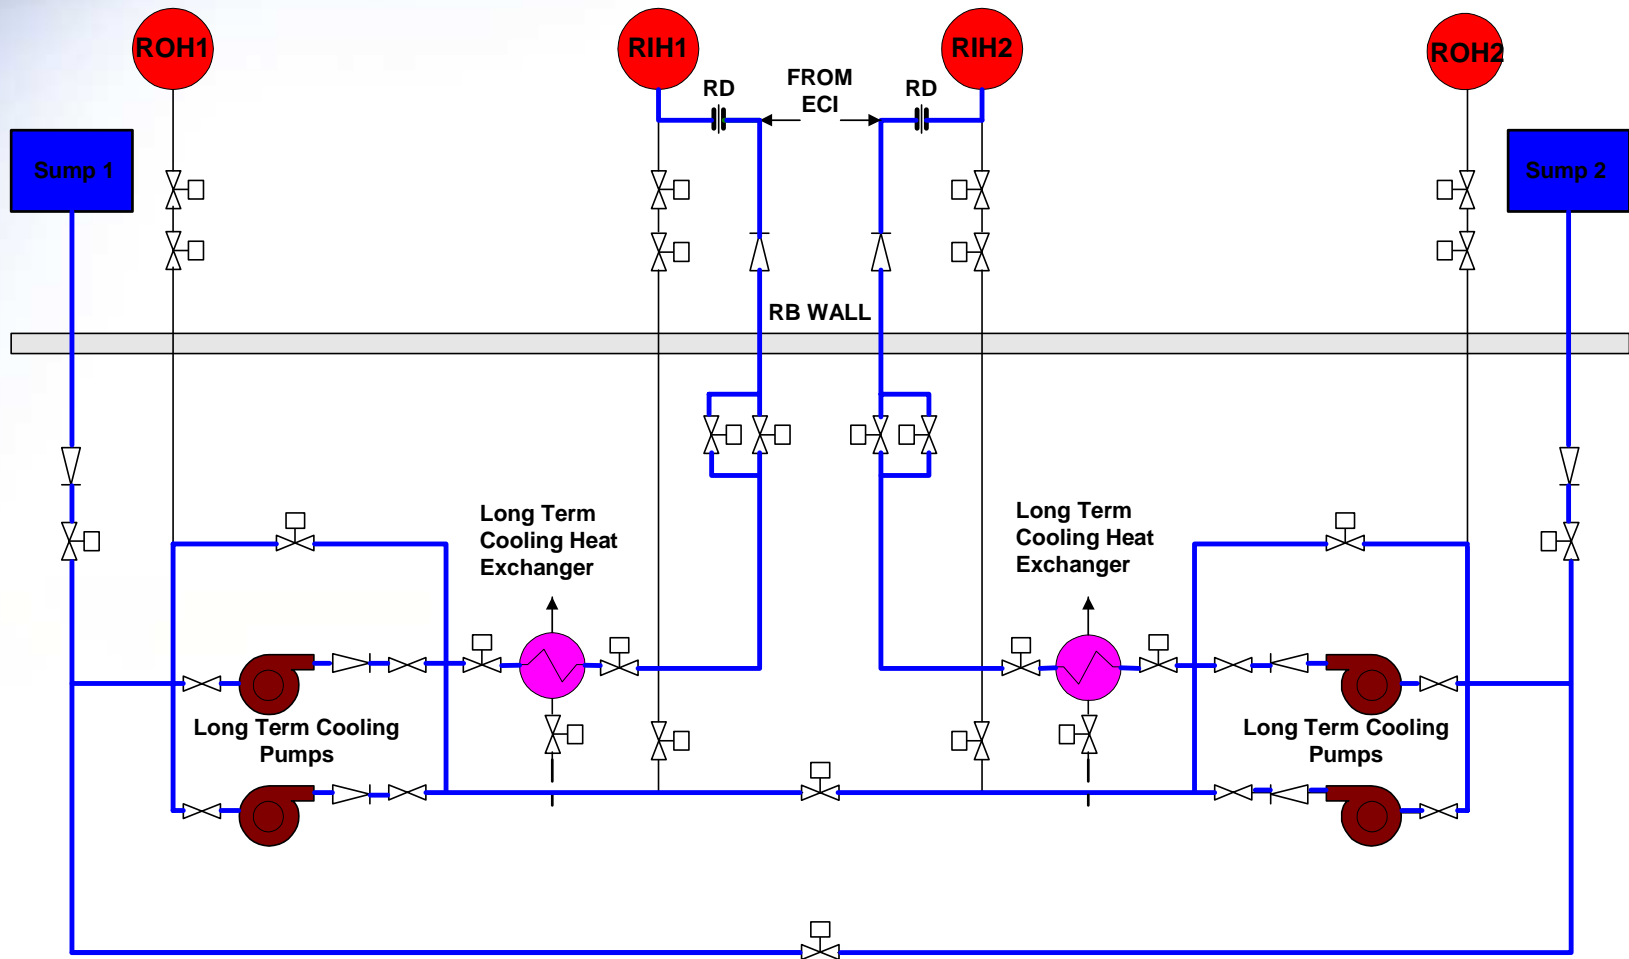 ROH1
RIH1
RIH2
ROH2
RD
FROM
ECI
RD
Sump 1
Sump 2
RB WALL
Long Term
Cooling Heat
Exchanger
Long Term
Cooling Heat
Exchanger
Long Term Cooling
Pumps
Long Term Cooling
Pumps